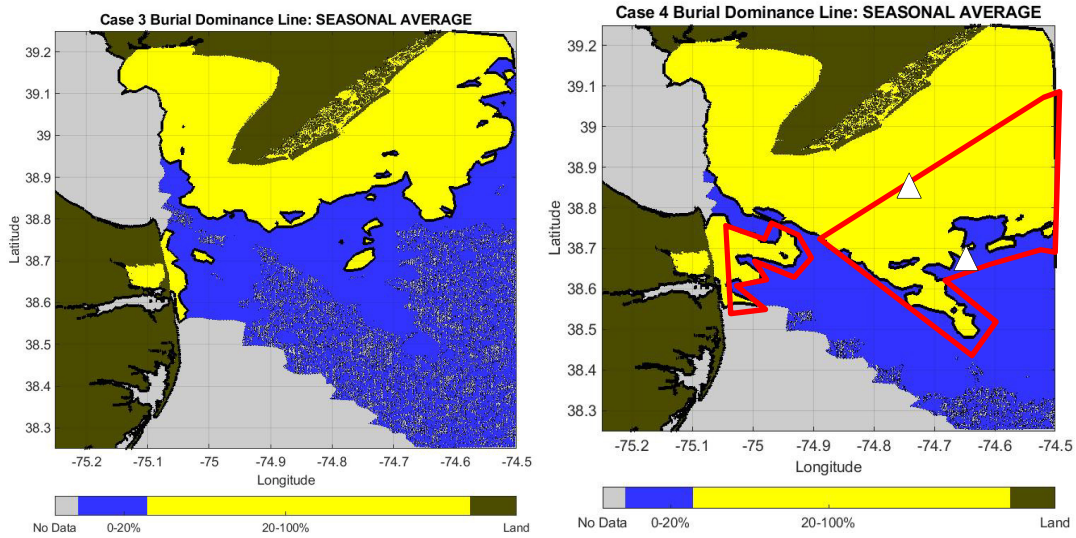 Case 3 Burial Dominance Line: SEASONAL AVERAGE
39.2
39.1
39
38.9
38.8
38.7
38.6
38.5
38.4
38.3
Latitude
-75.2 -75.1 -75 -74.9 -74.8 -74.7 -74.6 -74.5
Longitude
No Data 0-20% 20-100% Land
Case 4 Burial Dominance Line: SEASONAL AVERAGE
39.2
39.1
39
38.9
38.8
38.7
38.6
38.5
38.4
38.3
Latitude
-75.2 -75.1 -75 -74.9 -74.8 -74.7 -74.6 -74.5
Longitude
No Data 0-20% 20-100% Land